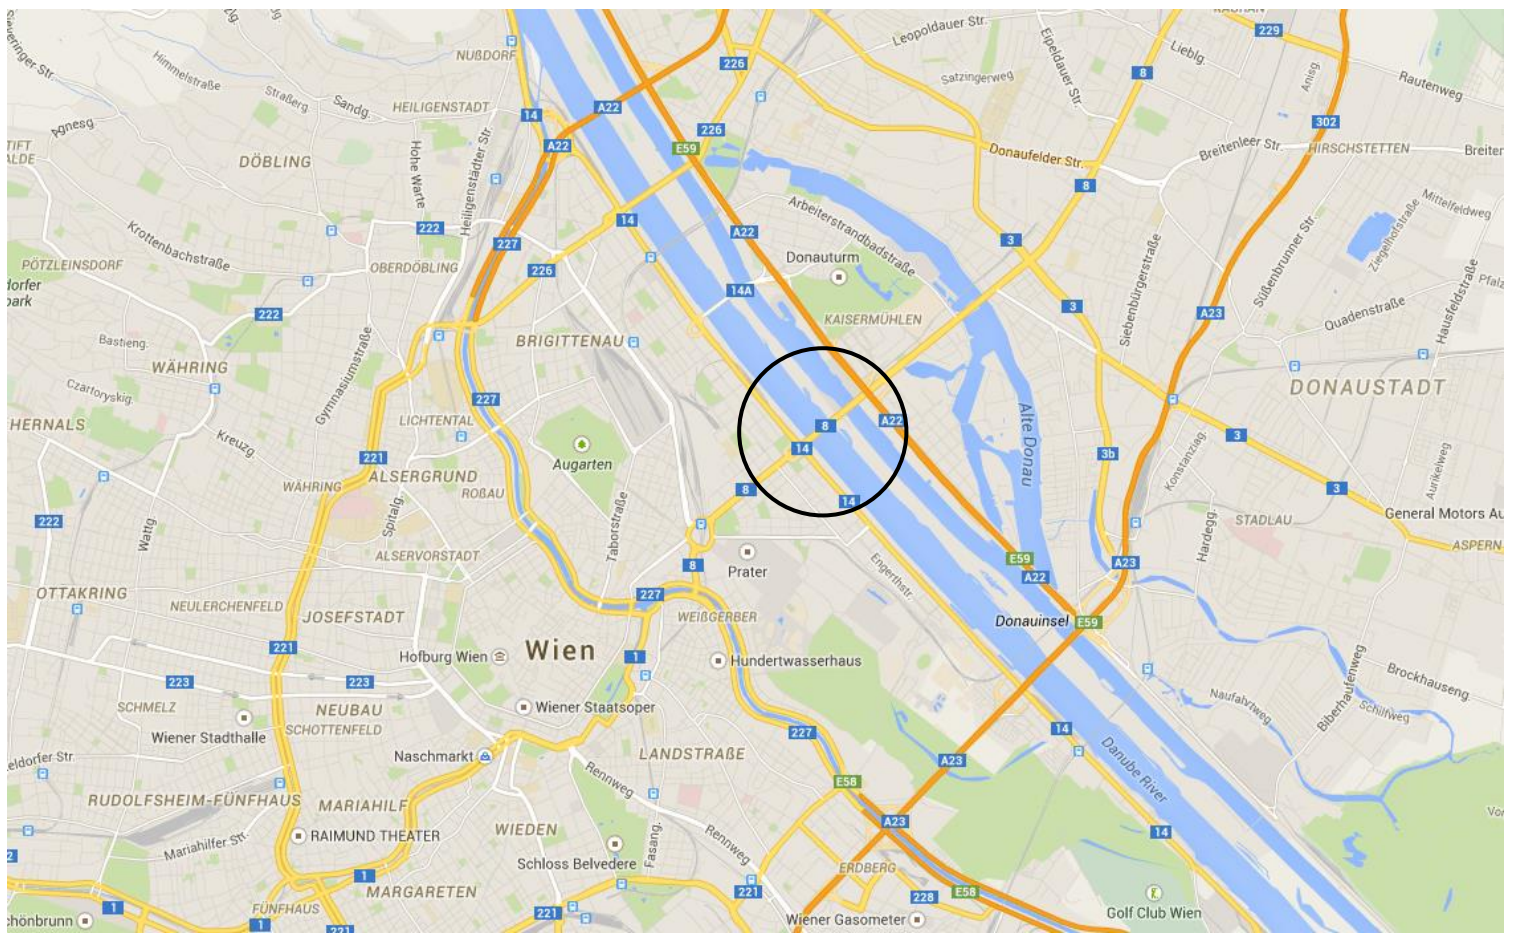 229
Leopoldauer Str.
Lieblg.
Eipeldauer Str.
Anisg.
Rautenweg
NUßDORF
226
8
Himmelstraße
Straßerg.
Sandg.
HEILIGENSTADT
Satzingerweg
A22
14
226
302
Agnesg
DÖBLING
Hohe Warte
Heiligenstädter Str.
A22
E59
Donaufelder Str.
Breitenleer Str.
HIRSCHSTETTEN
8
Mittelfeldweg
Ziegelhofstraße
Arbeiterstrandbadstraße
14
222
A22
227
3
Krottenbachstraße
PÖTZLEINSDORF
OBERDÖBLING
226
Donauturm
Siebenbürgerstraße
Süßenbrunner Str.
Hausfeldstraße
14A
3
A23
Quadenstraße
222
KAISERMÜHLEN
Bastieng.
BRIGITTENAU
WÄHRING
Gymnasiumstraße
Czartoryskig.
227
DONAUSTADT
HERNALS
Kreuzg.
LICHTENTAL
8
A22
Alte Donau
3
14
3b
Konstanziag.
Aurikelweg
221
Augarten
ALSERGRUND
WÄHRING
ROßAU
8
14
3
222
Wattg.
Spitalg.
Taborstraße
Hardegg.
STADLAU
General Motors Au
ASPERN
ALSERVORSTADT
8
Prater
Engerthstr.
E59
A22
A23
OTTAKRING
NEULERCHENFELD
JOSEFSTADT
227
WEIßGERBER
Donauinsel
E59
221
Hofburg Wien
Wien
1
Hundertwasserhaus
Biberhaufenweg
Brockhauseng
223
223
SCHMELZ
NEUBAU
Wiener Staatsoper
Naufahrtweg
Schilfweg
SCHOTTENFELD
Wiener Stadthalle
227
14
Naschmarkt
LANDSTRAßE
A23
Danube River
Rennweg
E58
RUDOLFSHEIM-FÜNFHAUS
MARIAHILF
RAIMUND THEATER
WIEDEN
A23
14
Mariahilfer Str.
Fasang.
Rennweg
Schloss Belvedere
ERDBERG
1
MARGARETEN
221
228
E58
Golf Club Wien
FÜNFHAUS
1
221
Wiener Gasometer
1
221